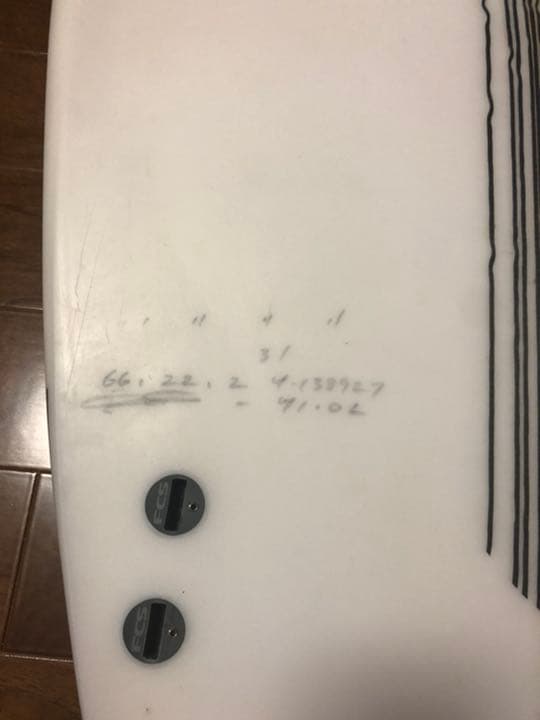 ' " ' "
31
66. 22. 2 4.138927
- 41.02
FCS
FCS